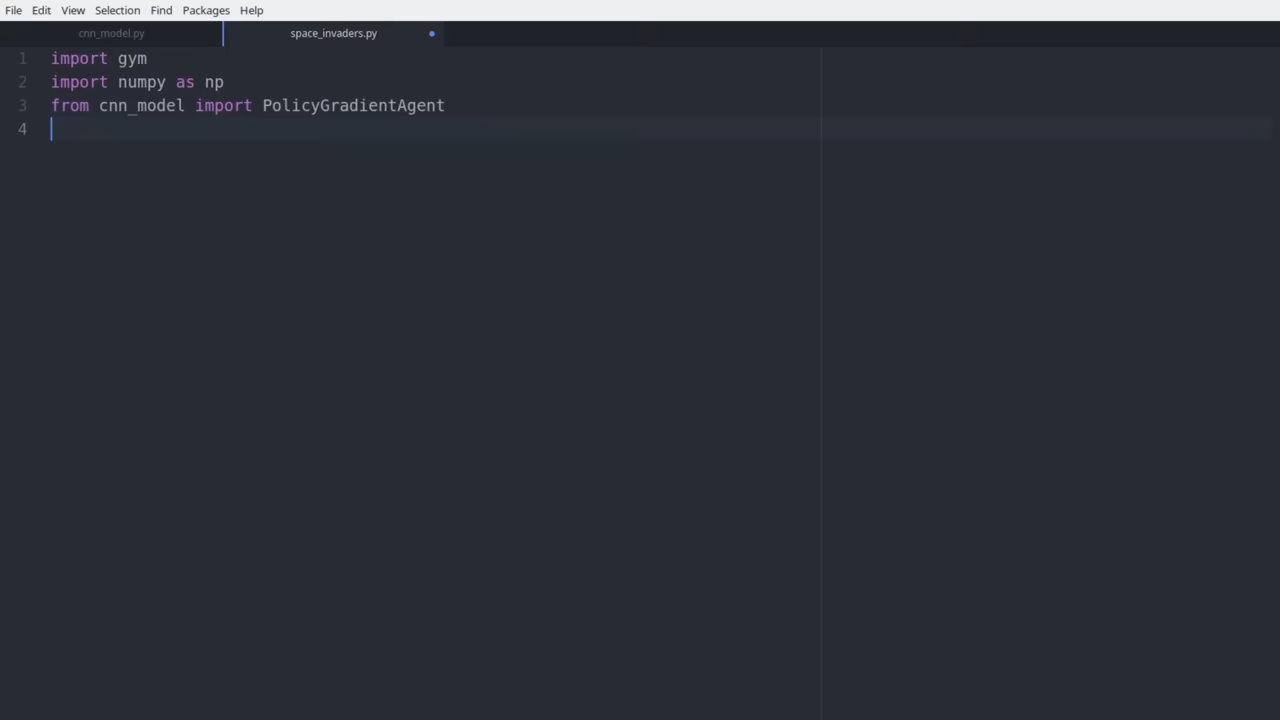 File Edit View Selection Find Packages Help
cnn_model.py space_invaders.py
1 import gym
2 import numpy as np
3 from cnn_model import PolicyGradientAgent
4